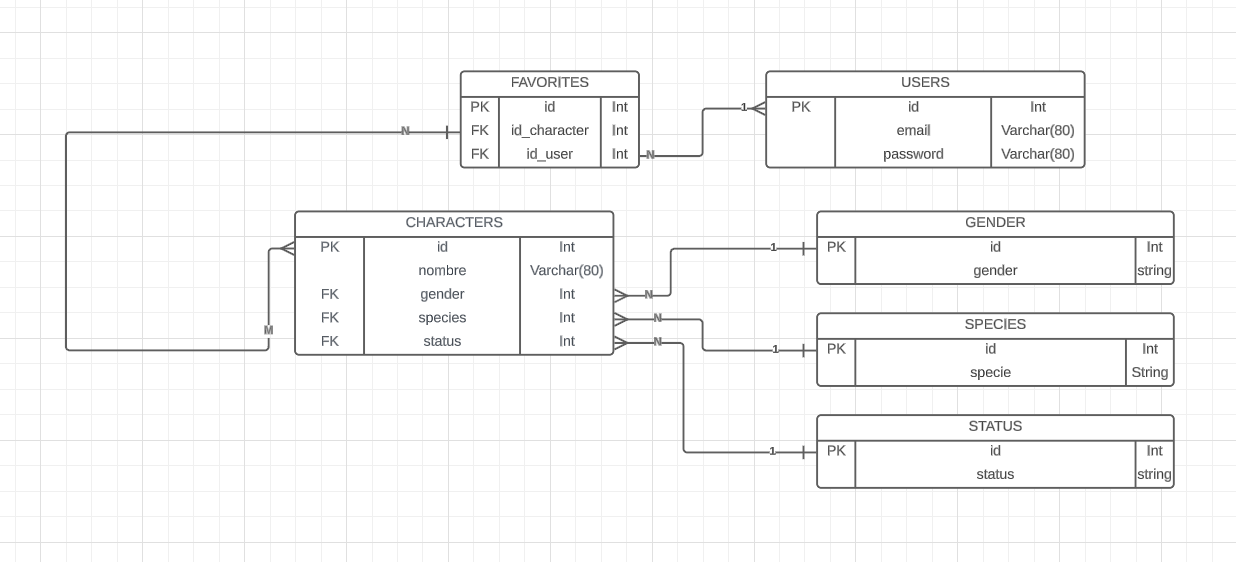 FAVORITES
PK id Int
FK id_character Int
FK id_user Int
USERS
PK id Int
email Varchar(80)
password Varchar(80)
N
N
1
CHARACTERS
PK id Int
nombre Varchar(80)
FK gender Int
FK species Int
FK status Int
M
N
1
N
1
N
1
GENDER
PK id Int
gender string
SPECIES
PK id Int
specie String
STATUS
PK id Int
status string